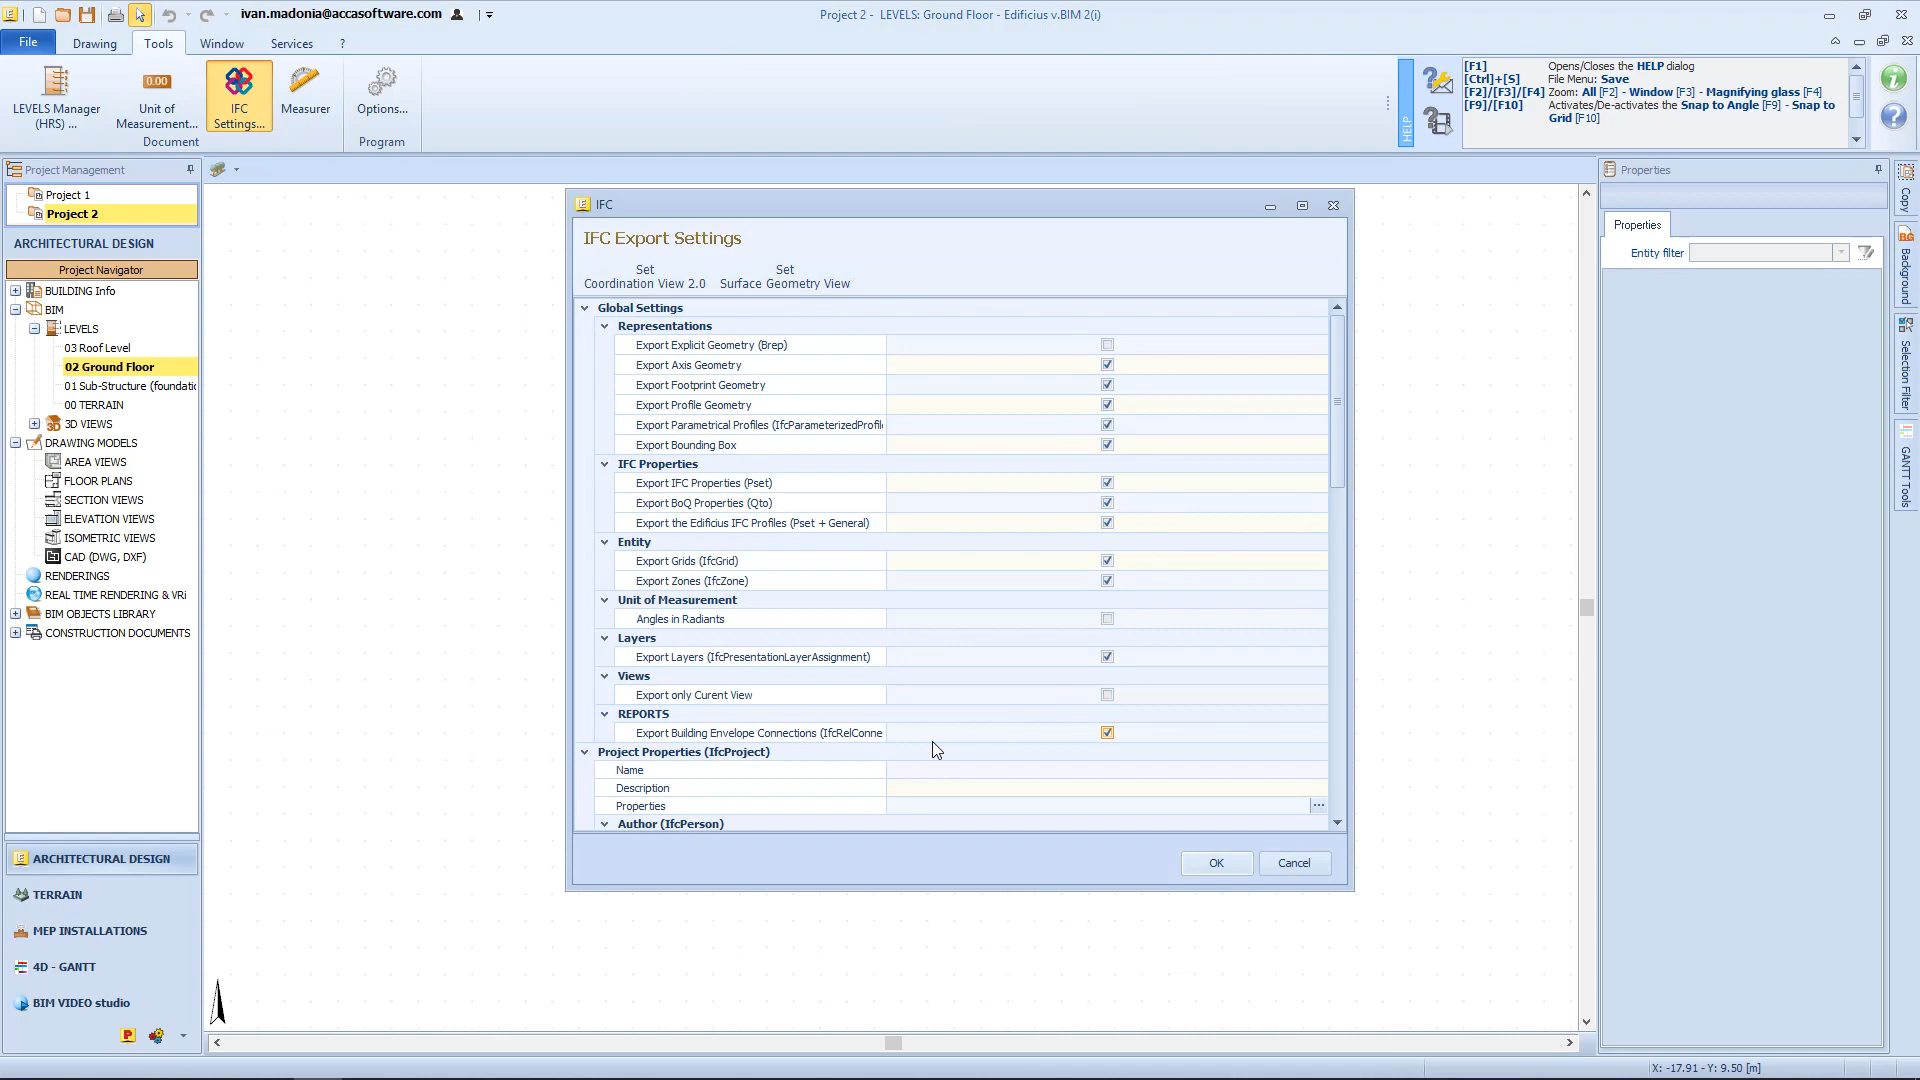 ivan.madonia@accasoftware.com
Project 2 - LEVELS: Ground Floor - Edificius v.BIM 2(i)
File
Drawing
Tools
Window
Services
?
LEVELS Manager
(HRS) ...
0.00
Unit of
Measurement...
IFC
Settings...
Measurer
Options...
Document
Program
HELP
[F1] Opens/Closes the HELP dialog
[Ctrl]+[S] File Menu: Save
[F2]/[F3]/[F4] Zoom: All [F2] - Window [F3] - Magnifying glass [F4]
[F9]/[F10] Activates/De-activates the Snap to Angle [F9] - Snap to
Grid [F10]
Project Management
Project 1
Project 2
ARCHITECTURAL DESIGN
Project Navigator
BUILDING Info
BIM
LEVELS
03 Roof Level
02 Ground Floor
01 Sub-Structure (foundatic
00 TERRAIN
3D VIEWS
DRAWING MODELS
AREA VIEWS
FLOOR PLANS
SECTION VIEWS
ELEVATION VIEWS
ISOMETRIC VIEWS
CAD (DWG, DXF)
RENDERINGS
REAL TIME RENDERING & VRi
BIM OBJECTS LIBRARY
CONSTRUCTION DOCUMENTS
ARCHITECTURAL DESIGN
TERRAIN
MEP INSTALLATIONS
4D - GANTT
BIM VIDEO studio
IFC
IFC Export Settings
Set
Coordination View 2.0
Set
Surface Geometry View
Global Settings
Representations
Export Explicit Geometry (Brep)
Export Axis Geometry
Export Footprint Geometry
Export Profile Geometry
Export Parametrical Profiles (IfcParameterizedProfil
Export Bounding Box
IFC Properties
Export IFC Properties (Pset)
Export BoQ Properties (Qto)
Export the Edificius IFC Profiles (Pset + General)
Entity
Export Grids (IfcGrid)
Export Zones (IfcZone)
Unit of Measurement
Angles in Radiants
Layers
Export Layers (IfcPresentationLayerAssignment)
Views
Export only Curent View
REPORTS
Export Building Envelope Connections (IfcRelConne
Project Properties (IfcProject)
Name
Description
Properties
Author (IfcPerson)
OK
Cancel
Properties
Properties
Entity filter
Copy
BG
Background
Selection Filter
GANTT Tools
X: -17.91 - Y: 9.50 [m]